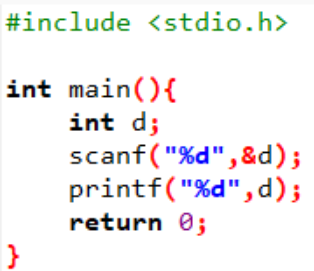 #include <stdio.h>
int main(){
int d;
scanf("%d",&d);
printf("%d",d);
return 0;
}